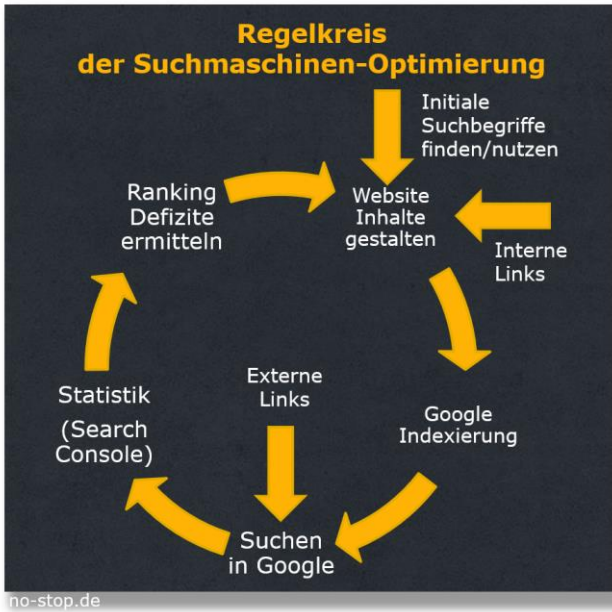 Regelkreis
der Suchmaschinen-Optimierung
Initiale
Suchbegriffe
finden/nutzen
Website
Inhalte
gestalten
Interne
Links
Google
Indexierung
Externe
Links
Suchen
in Google
Statistik
(Search
Console)
Ranking
Defizite
ermitteln
no-stop.de